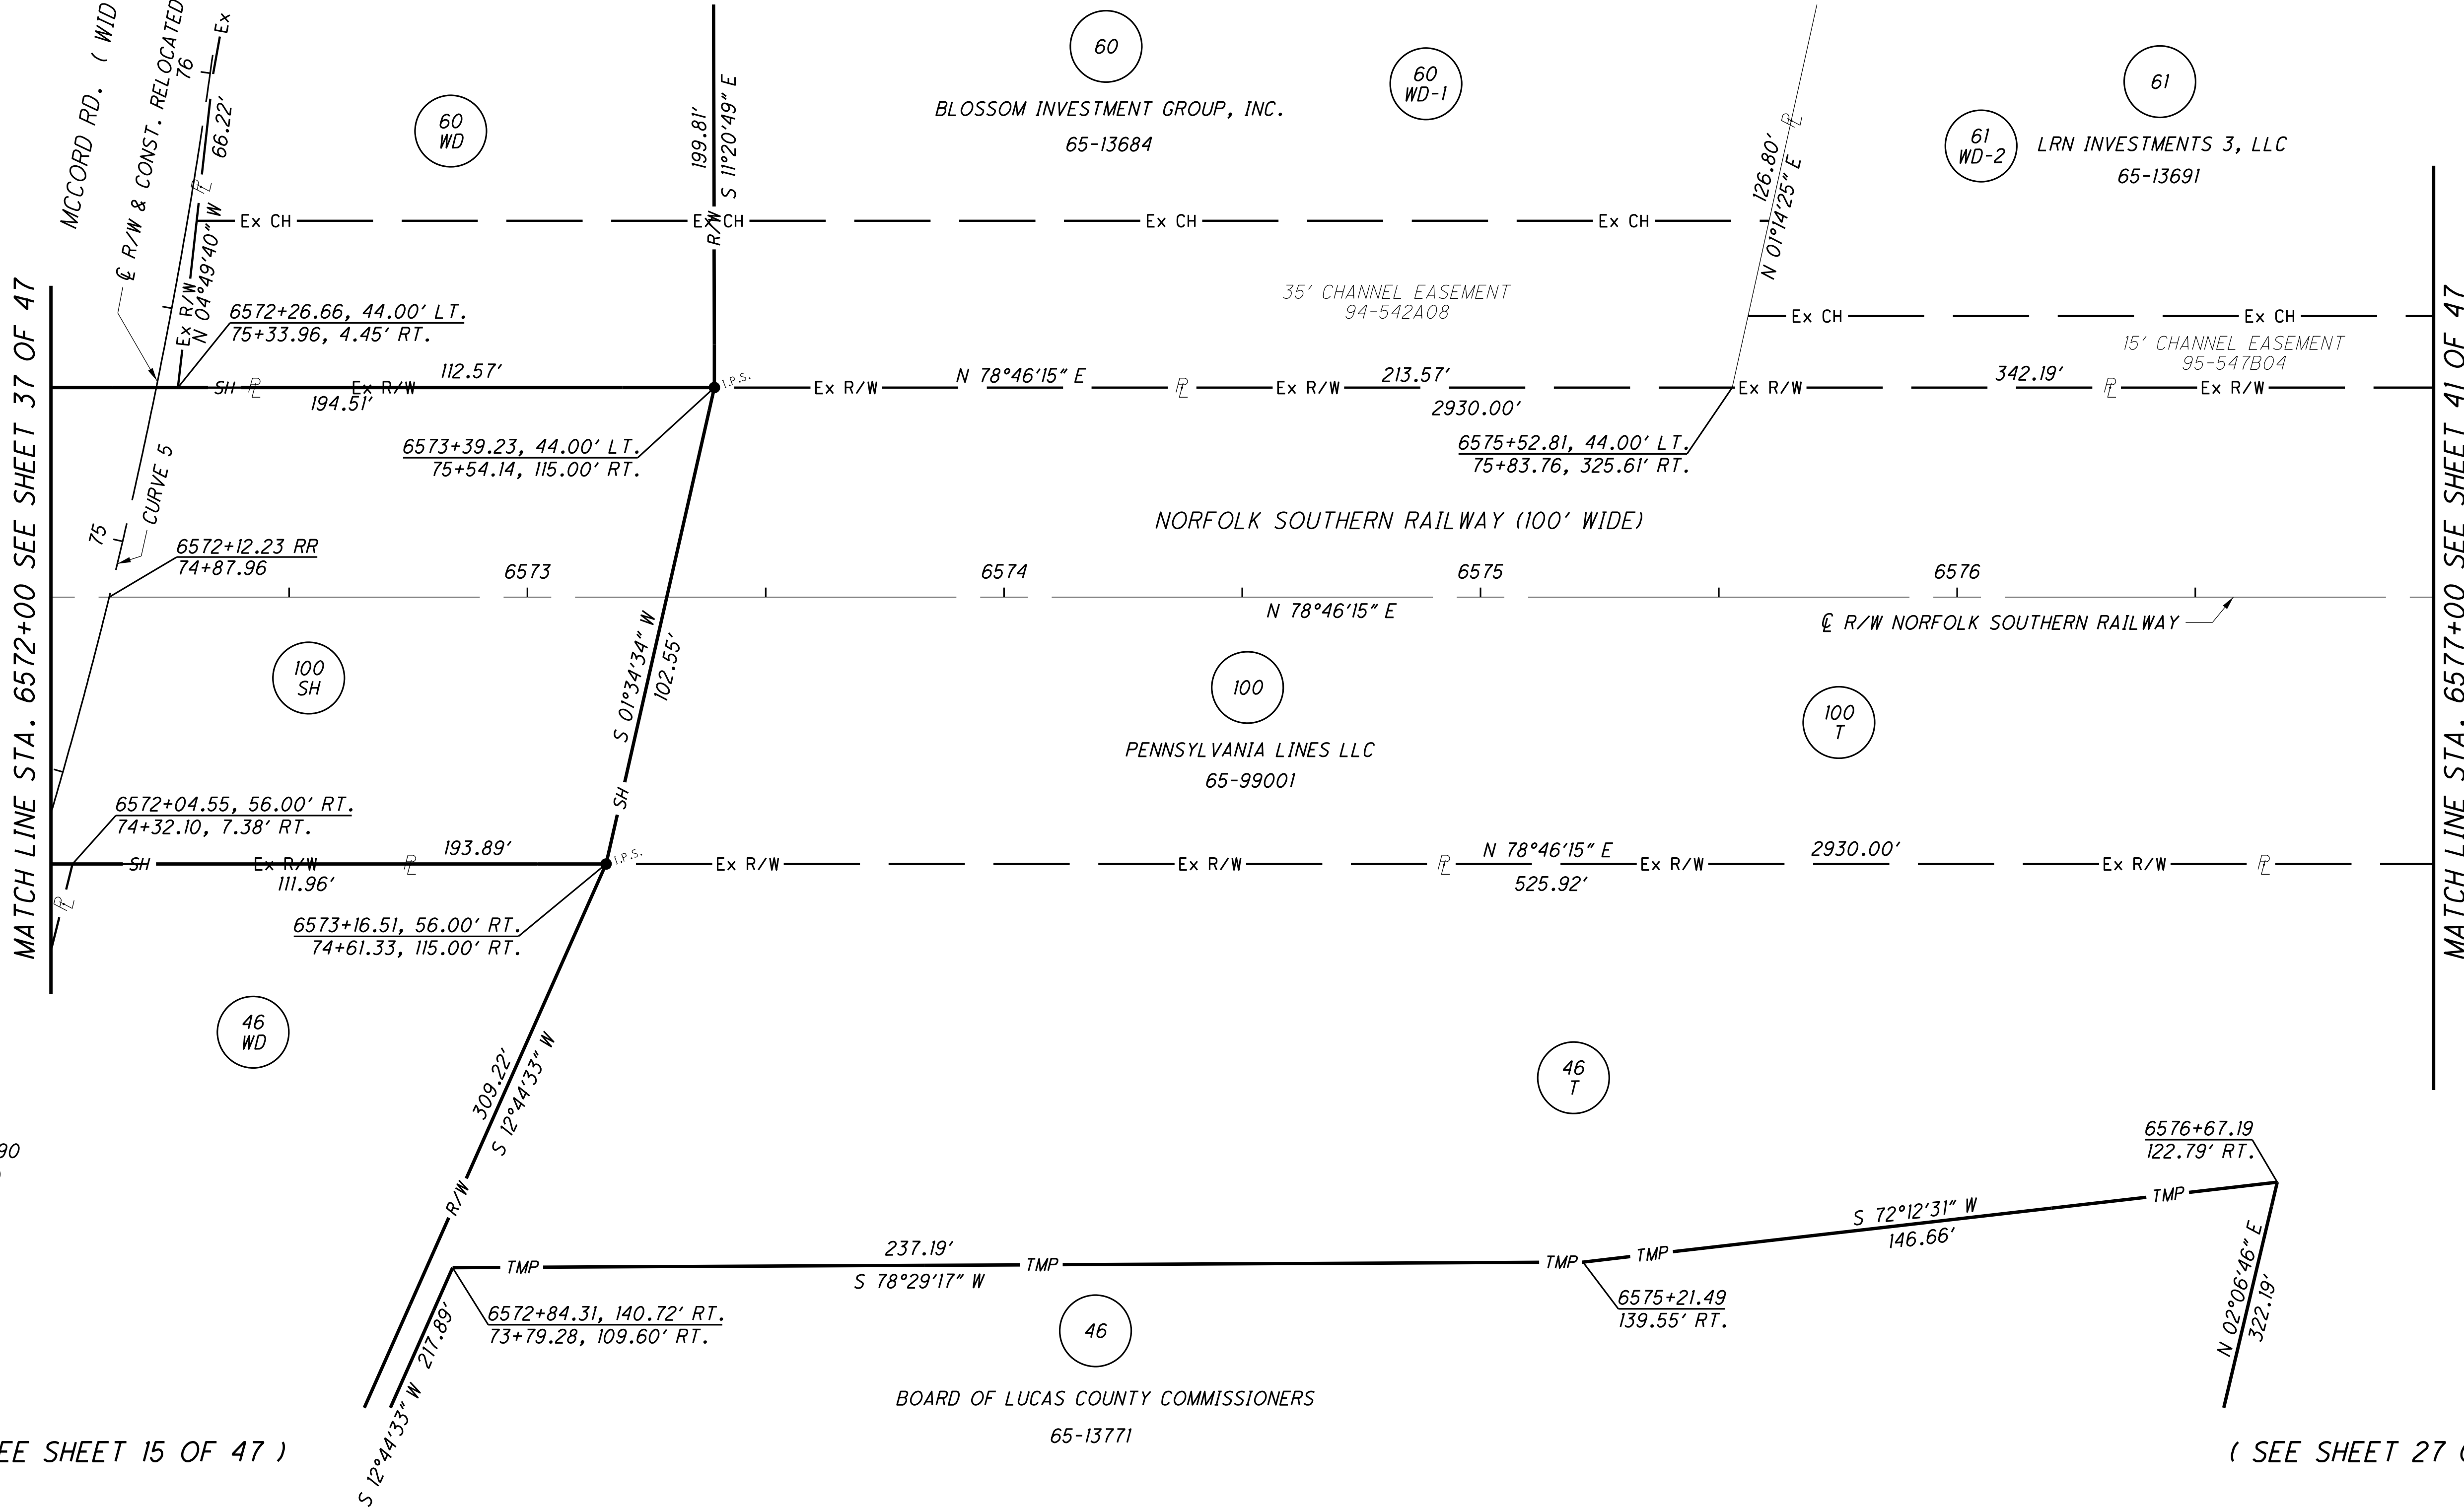 MCCORD RD. ( WID
℄ R/W & CONST. RELOCATED
76
Ex
66.22'
P̵L
Ex R/W
N 04°49'40" W
60
WD
199.81'
S 11°20'49" E
R/W
60
BLOSSOM INVESTMENT GROUP, INC.
65-13684
60
WD-1
126.80'
PL
N 01°14'25" E
61
61
WD-2
LRN INVESTMENTS 3, LLC
65-13691
Ex CH
Ex CH
Ex CH
Ex CH
35' CHANNEL EASEMENT
94-542A08
Ex CH
Ex CH
15' CHANNEL EASEMENT
95-547B04
6572+26.66, 44.00' LT.
75+33.96, 4.45' RT.
SH
PL
Ex R/W
112.57'
194.51'
I.P.S.
Ex R/W
N 78°46'15" E
PL
Ex R/W
213.57'
2930.00'
Ex R/W
342.19'
PL
Ex R/W
6573+39.23, 44.00' LT.
75+54.14, 115.00' RT.
6575+52.81, 44.00' LT.
75+83.76, 325.61' RT.
MATCH LINE STA. 6572+00 SEE SHEET 37 OF 47
MATCH LINE STA. 6577+00 SEE SHEET 41 OF 47
CURVE 5
75
NORFOLK SOUTHERN RAILWAY (100' WIDE)
6572+12.23 RR
74+87.96
6573
6574
6575
6576
N 78°46'15" E
℄ R/W NORFOLK SOUTHERN RAILWAY
S 01°34'34" W
102.55'
SH
100
SH
100
PENNSYLVANIA LINES LLC
65-99001
100
T
6572+04.55, 56.00' RT.
74+32.10, 7.38' RT.
PL
SH
Ex R/W
111.96'
PL
193.89'
I.P.S.
Ex R/W
Ex R/W
PL
N 78°46'15" E
525.92'
Ex R/W
2930.00'
Ex R/W
PL
6573+16.51, 56.00' RT.
74+61.33, 115.00' RT.
46
WD
309.22'
S 12°44'33" W
R/W
46
T
90
6576+67.19
122.79' RT.
S 72°12'31" W
146.66'
TMP
TMP
TMP
237.19'
S 78°29'17" W
TMP
TMP
N 02°06'46" E
322.19'
6572+84.31, 140.72' RT.
73+79.28, 109.60' RT.
217.89'
S 12°44'33" W
6575+21.49
139.55' RT.
46
BOARD OF LUCAS COUNTY COMMISSIONERS
65-13771
EE SHEET 15 OF 47 )
( SEE SHEET 27